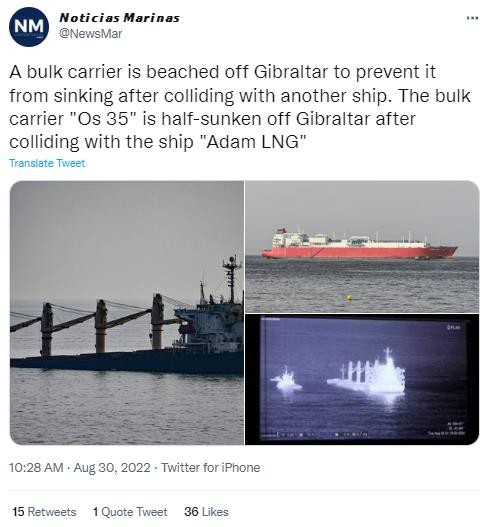 NM
Noticias Marinas
@NewsMar
A bulk carrier is beached off Gibraltar to prevent it
from sinking after colliding with another ship. The bulk
carrier "Os 35" is half-sunken off Gibraltar after
colliding with the ship "Adam LNG"
Translate Tweet
10:28 AM · Aug 30, 2022 · Twitter for iPhone
15 Retweets 1 Quote Tweet 36 Likes